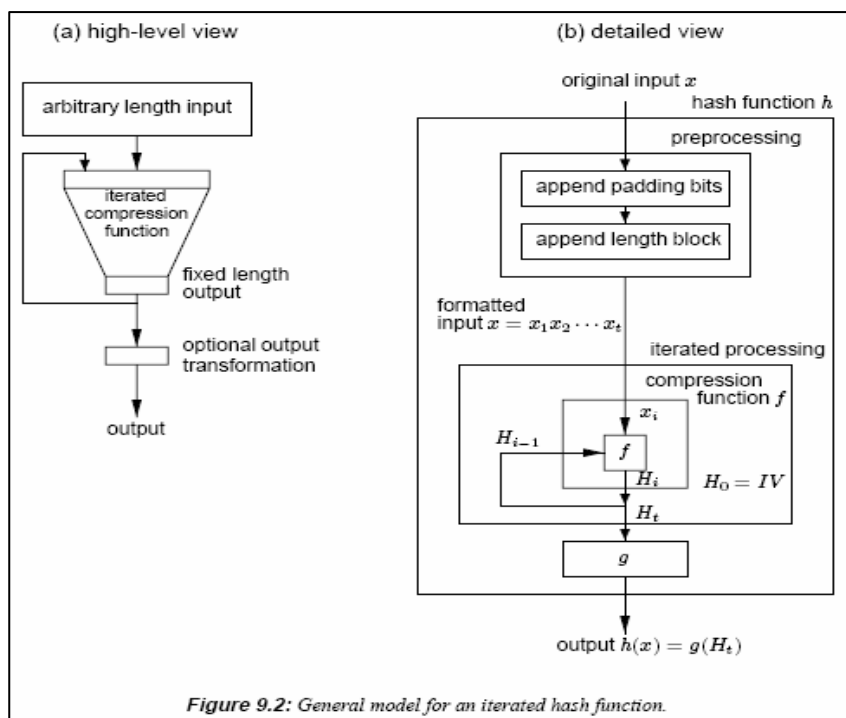 (a) high-level view
arbitrary length input
iterated
compression
function
fixed length
output
optional output
transformation
output
(b) detailed view
original input x
hash function h
preprocessing
append padding bits
append length block
formatted
input x = x₁x₂ ⋯ xₜ
iterated processing
compression
function f
xᵢ
Hᵢ₋₁
f
Hᵢ
H₀ = IV
Hₜ
g
output h(x) = g(Hₜ)
Figure 9.2: General model for an iterated hash function.